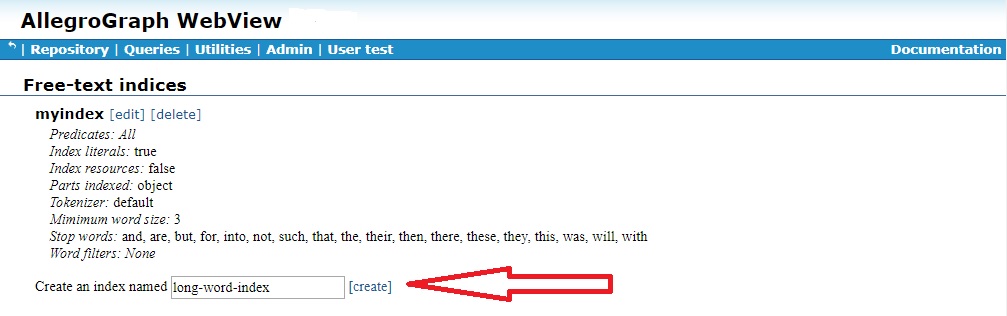 AllegroGraph WebView
| Repository | Queries | Utilities | Admin | User test Documentation
Free-text indices
myindex [edit] [delete]
Predicates: All
Index literals: true
Index resources: false
Parts indexed: object
Tokenizer: default
Mimimum word size: 3
Stop words: and, are, but, for, into, not, such, that, the, their, then, there, these, they, this, was, will, with
Word filters: None
Create an index named long-word-index [create]